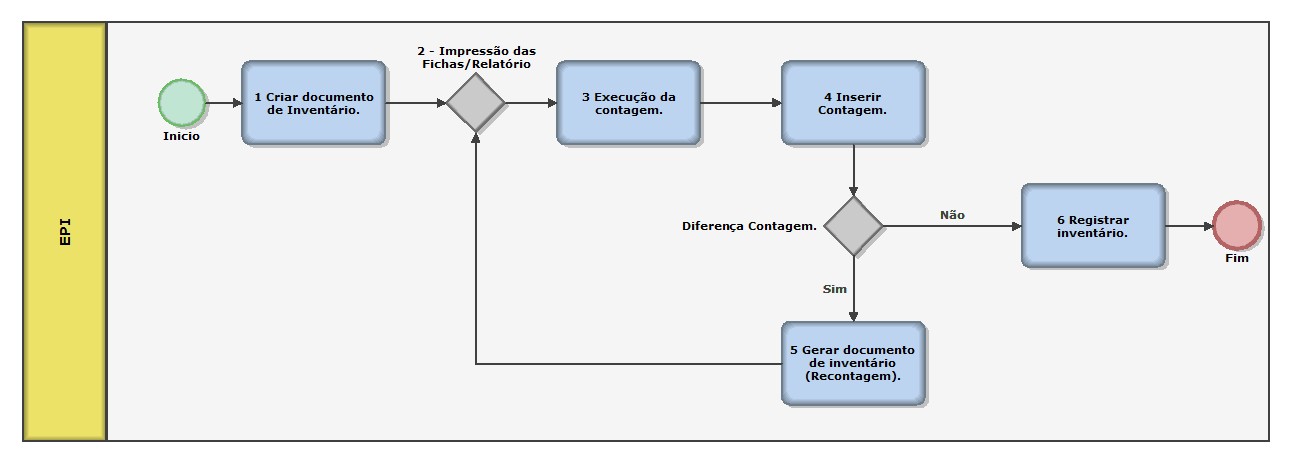 EPI
Inicio
1 Criar documento
de Inventário.
2 - Impressão das
Fichas/Relatório
3 Execução da
contagem.
4 Inserir
Contagem.
Diferença Contagem.
Não
6 Registrar
inventário.
Fim
Sim
5 Gerar documento
de inventário
(Recontagem).